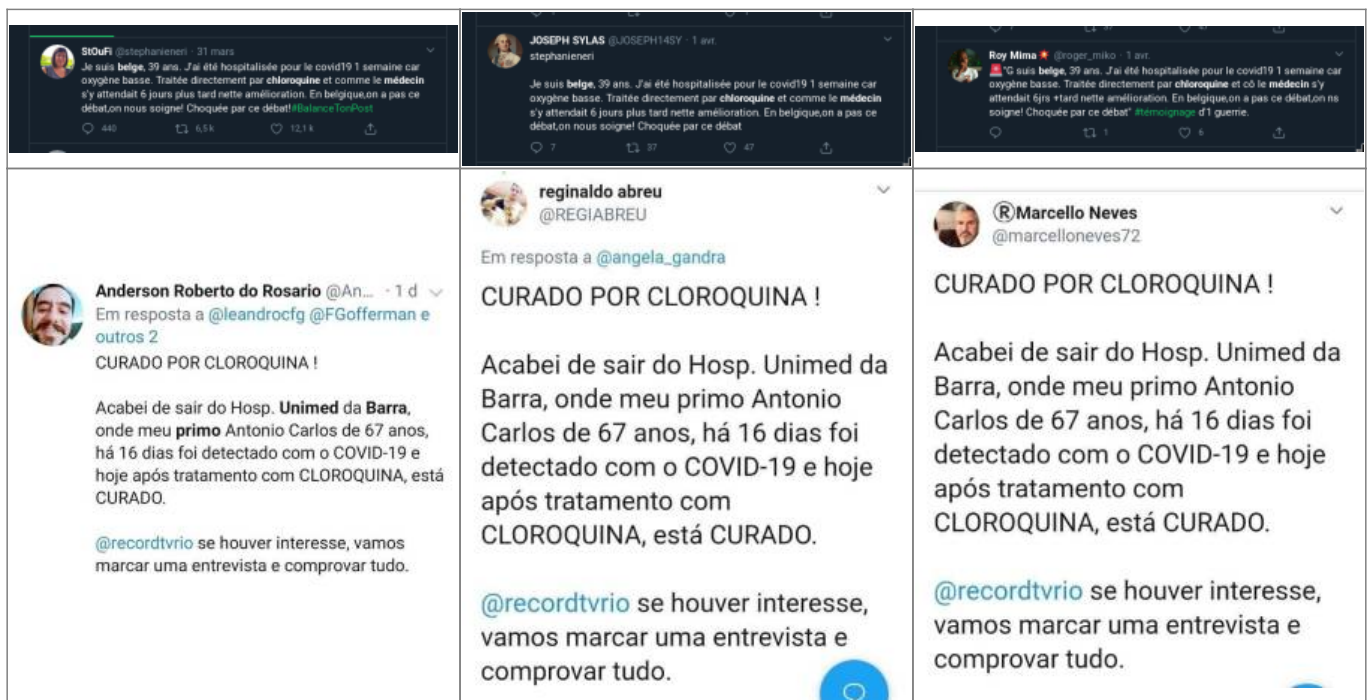 StOuFi @stephanieneri · 31 mars
Je suis belge, 39 ans. J'ai été hospitalisée pour le covid19 1 semaine car
oxygène basse. Traitée directement par chloroquine et comme le médecin
s'y attendait 6 jours plus tard nette amélioration. En belgique,on a pas ce
débat,on nous soigne! Choquée par ce débat!#BalanceTonPost
440 6,5 k 12,1 k
JOSEPH SYLAS @JOSEPH14SY · 1 avr.
stephanieneri
Je suis belge, 39 ans. J'ai été hospitalisée pour le covid19 1 semaine car
oxygène basse. Traitée directement par chloroquine et comme le médecin
s'y attendait 6 jours plus tard nette amélioration. En belgique,on a pas ce
débat,on nous soigne! Choquée par ce débat
7 37 47
Roy Mima @roger_miko · 1 avr.
"G suis belge, 39 ans. J'ai été hospitalisée pour le covid19 1 semaine car
oxygène basse. Traitée directement par chloroquine et cô le médecin s'y
attendait 6jrs +tard nette amélioration. En belgique,on a pas ce débat,on ns
soigne! Choquée par ce débat" #témoignage d'1 guerrie.
1 6
Anderson Roberto do Rosario @An... · 1 d
Em resposta a @leandrocfg @FGofferman e
outros 2
CURADO POR CLOROQUINA !
Acabei de sair do Hosp. Unimed da Barra,
onde meu primo Antonio Carlos de 67 anos,
há 16 dias foi detectado com o COVID-19 e
hoje após tratamento com CLOROQUINA, está
CURADO.
@recordtvrio se houver interesse, vamos
marcar uma entrevista e comprovar tudo.
reginaldo abreu
@REGIABREU
Em resposta a @angela_gandra
CURADO POR CLOROQUINA !
Acabei de sair do Hosp. Unimed da
Barra, onde meu primo Antonio
Carlos de 67 anos, há 16 dias foi
detectado com o COVID-19 e hoje
após tratamento com
CLOROQUINA, está CURADO.
@recordtvrio se houver interesse,
vamos marcar uma entrevista e
comprovar tudo.
®Marcello Neves
@marcelloneves72
CURADO POR CLOROQUINA !
Acabei de sair do Hosp. Unimed da
Barra, onde meu primo Antonio
Carlos de 67 anos, há 16 dias foi
detectado com o COVID-19 e hoje
após tratamento com
CLOROQUINA, está CURADO.
@recordtvrio se houver interesse,
vamos marcar uma entrevista e
comprovar tudo.